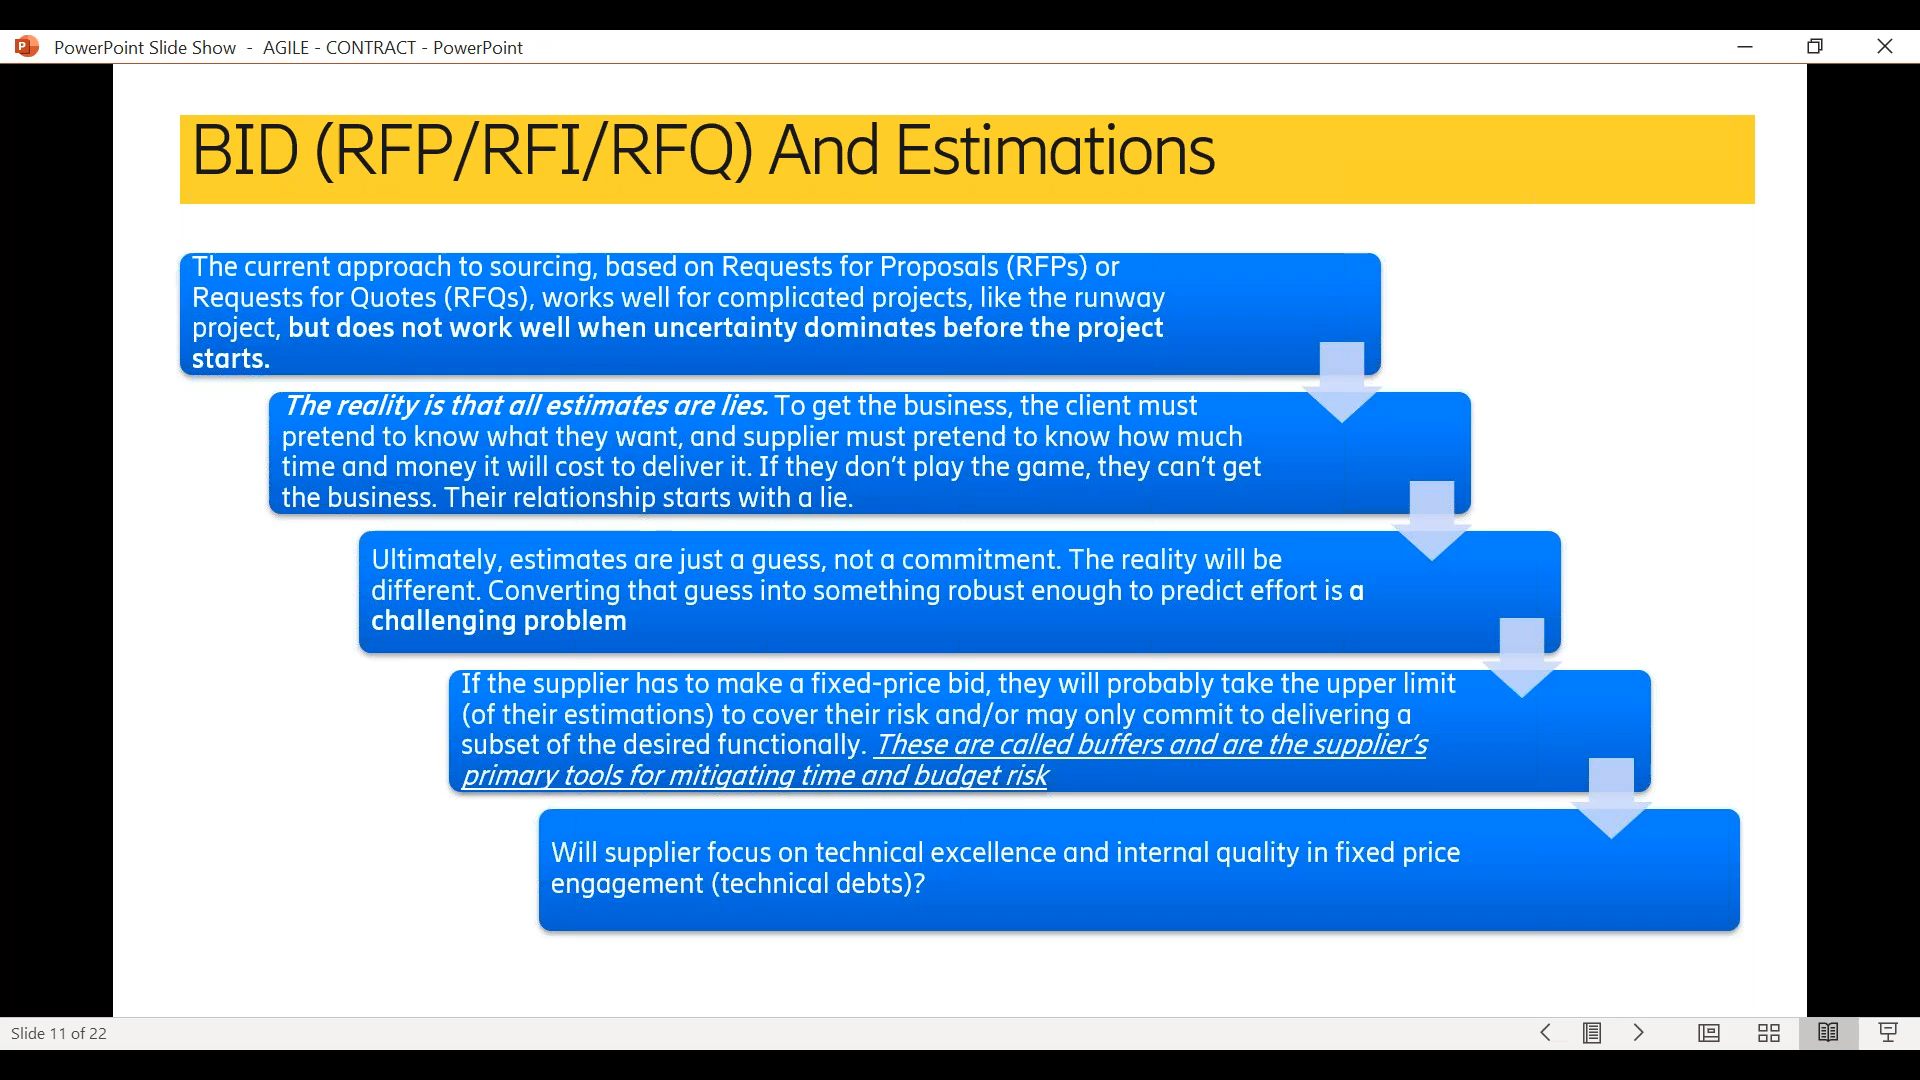 PowerPoint Slide Show - AGILE - CONTRACT - PowerPoint
BID (RFP/RFI/RFQ) And Estimations
The current approach to sourcing, based on Requests for Proposals (RFPs) or
Requests for Quotes (RFQs), works well for complicated projects, like the runway
project, but does not work well when uncertainty dominates before the project
starts.
The reality is that all estimates are lies. To get the business, the client must
pretend to know what they want, and supplier must pretend to know how much
time and money it will cost to deliver it. If they don’t play the game, they can’t get
the business. Their relationship starts with a lie.
Ultimately, estimates are just a guess, not a commitment. The reality will be
different. Converting that guess into something robust enough to predict effort is a
challenging problem
If the supplier has to make a fixed-price bid, they will probably take the upper limit
(of their estimations) to cover their risk and/or may only commit to delivering a
subset of the desired functionally. These are called buffers and are the supplier’s
primary tools for mitigating time and budget risk
Will supplier focus on technical excellence and internal quality in fixed price
engagement (technical debts)?
Slide 11 of 22